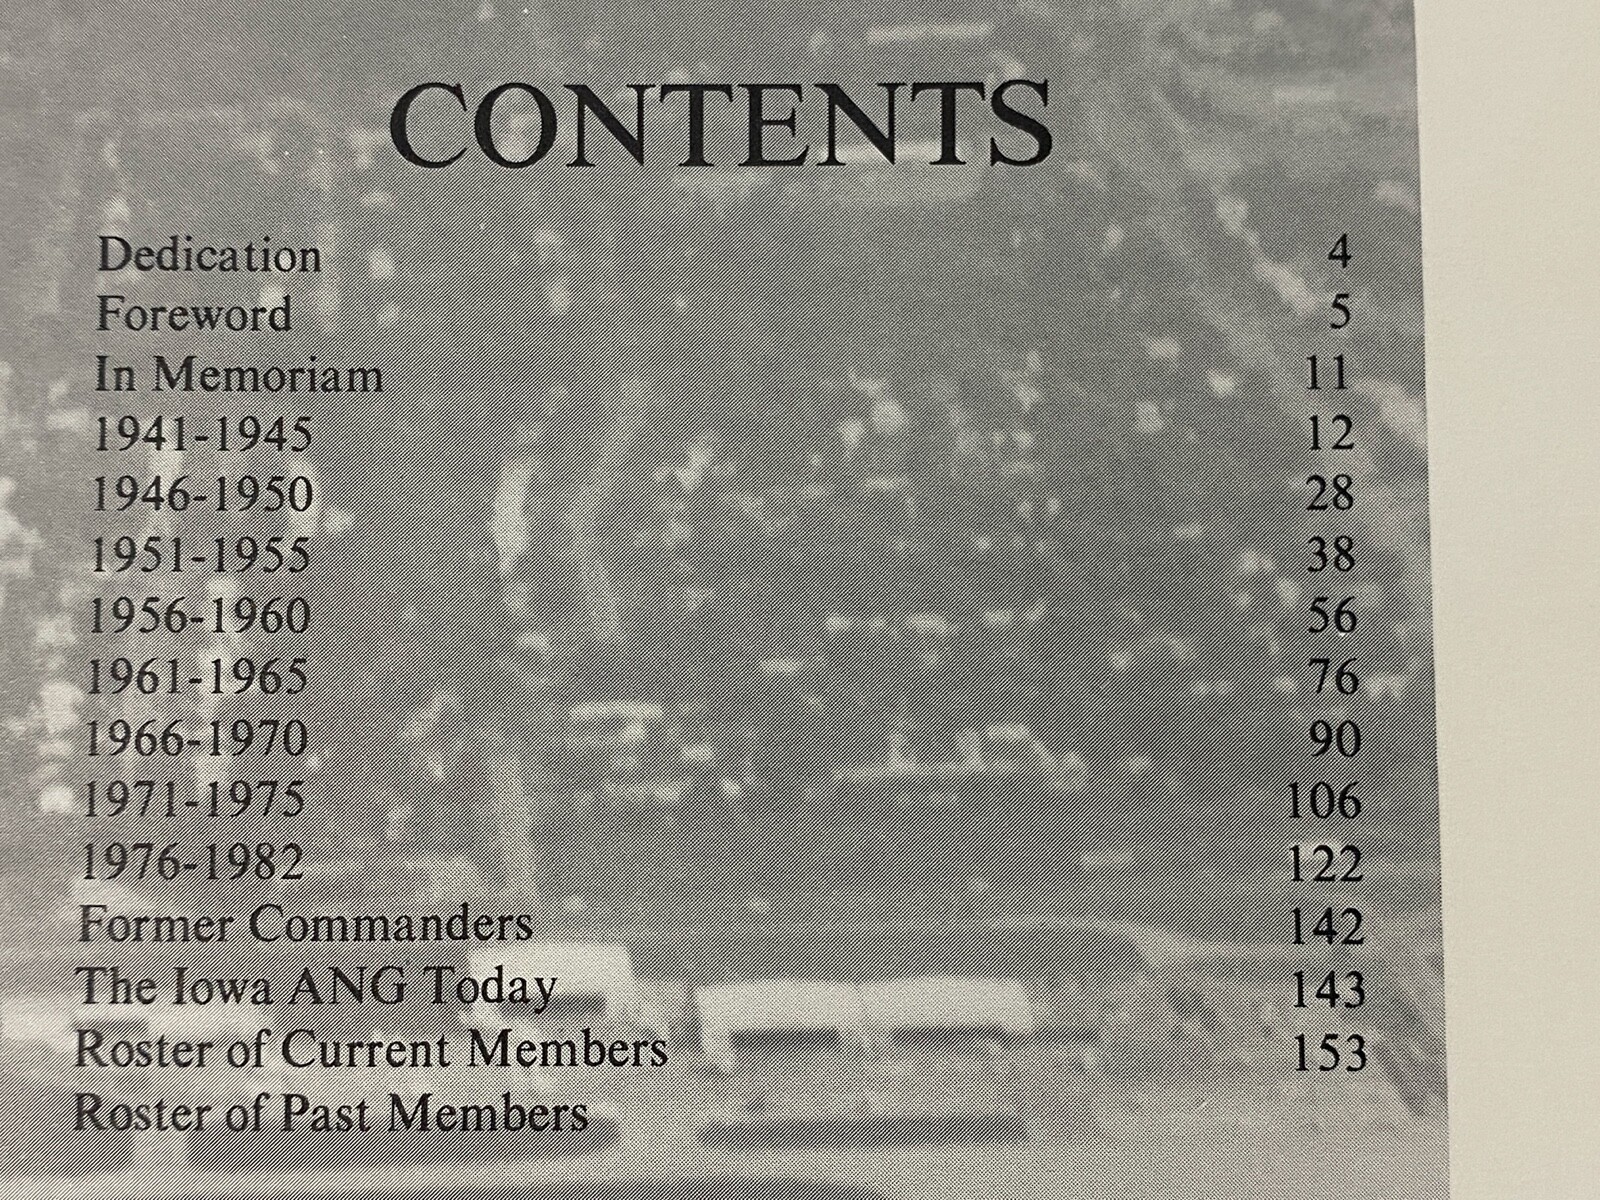 CONTENTS
Dedication 4
Foreword 5
In Memoriam 11
1941-1945 12
1946-1950 28
1951-1955 38
1956-1960 56
1961-1965 76
1966-1970 90
1971-1975 106
1976-1982 122
Former Commanders 142
The Iowa ANG Today 143
Roster of Current Members 153
Roster of Past Members